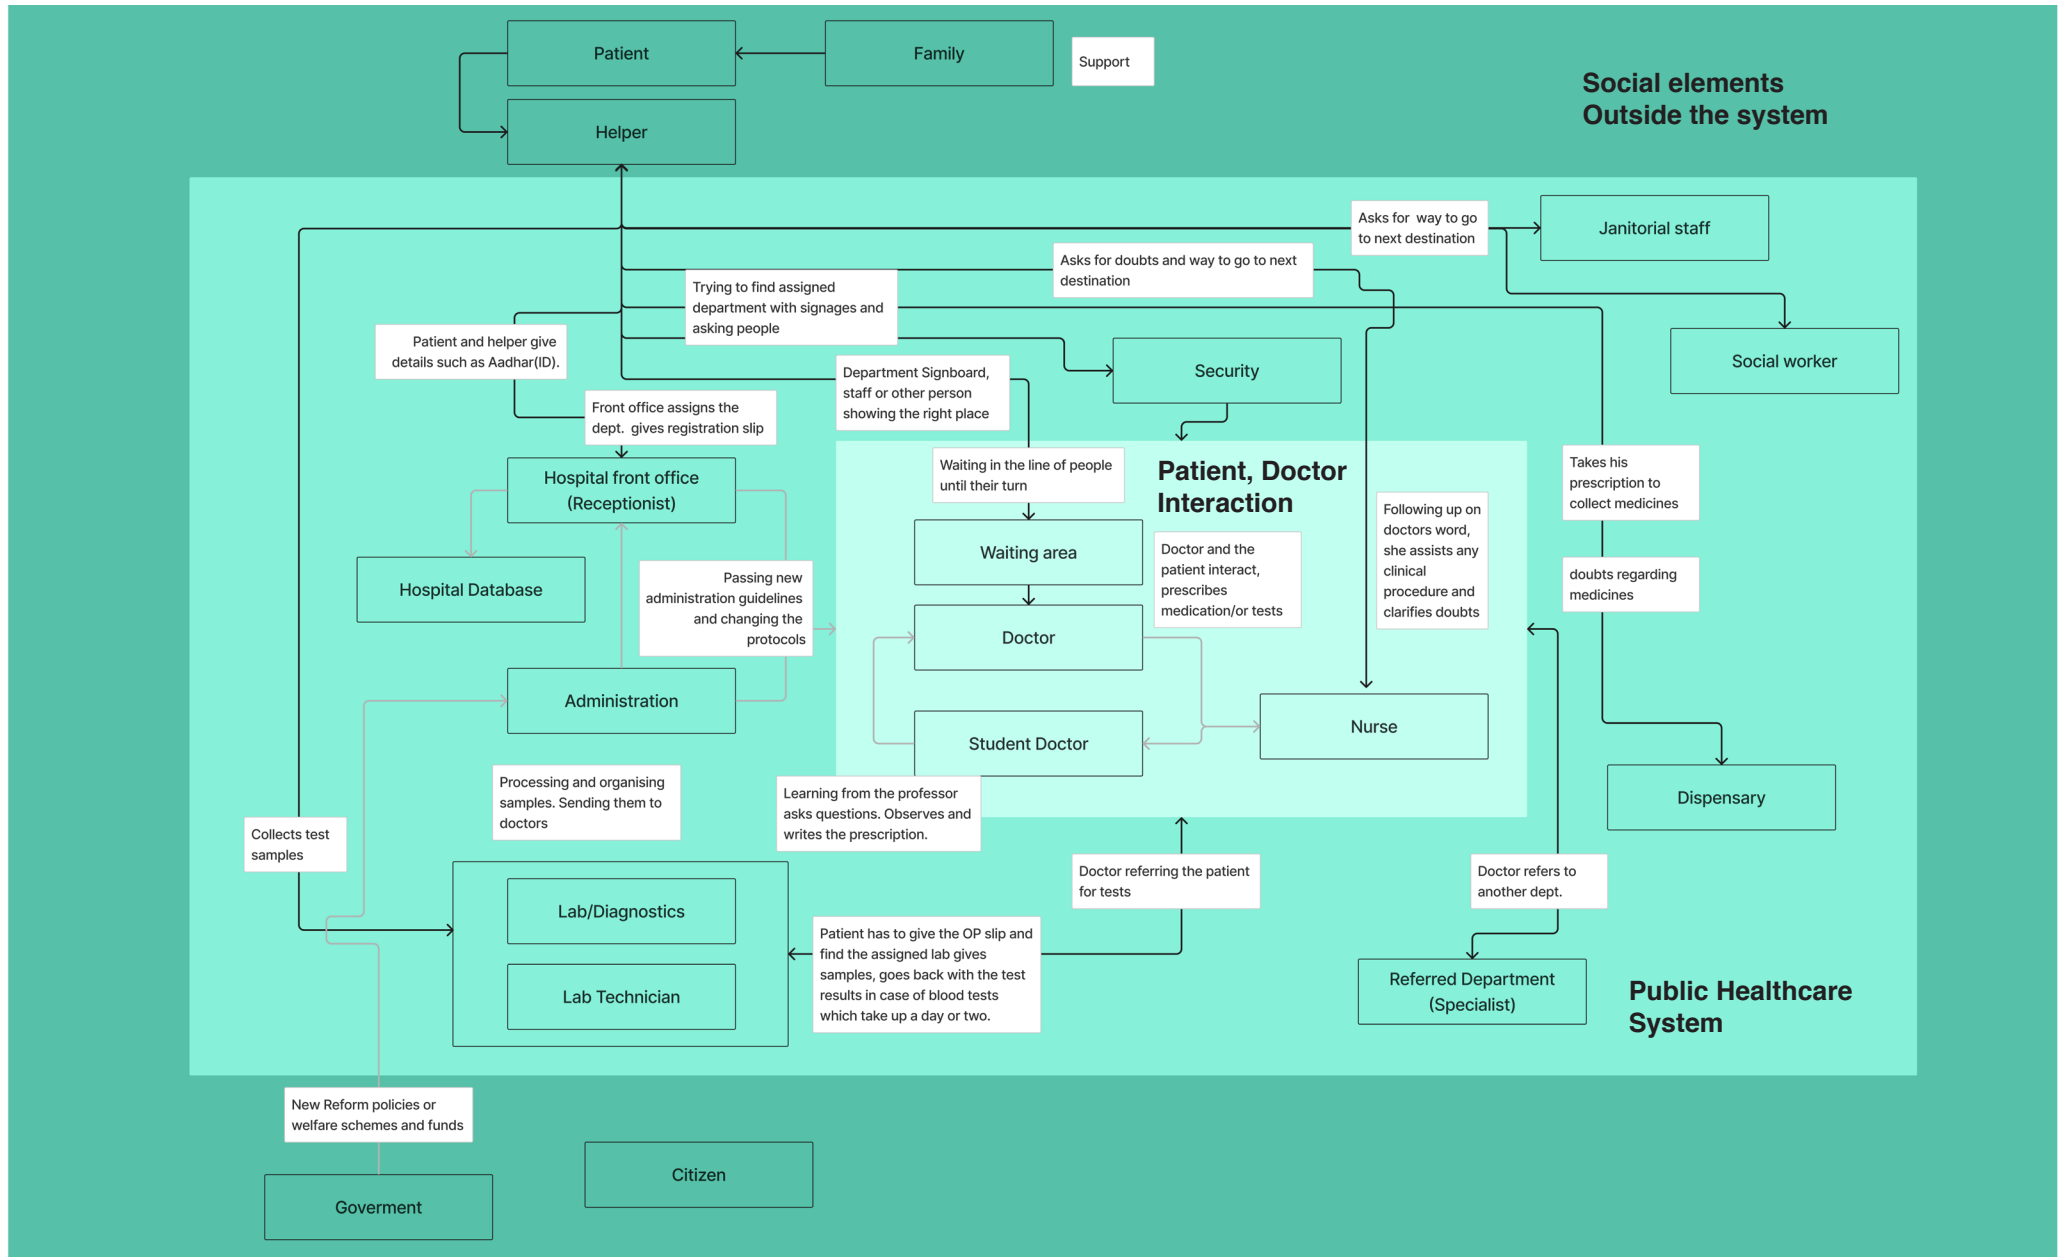 Patient
Family
Support
Social elements
Outside the system
Helper
Asks for  way to go
to next destination
Janitorial staff
Asks for doubts and way to go to next
destination
Trying to find assigned
department with signages and
asking people
Patient and helper give
details such as Aadhar(ID).
Security
Social worker
Department Signboard,
staff or other person
showing the right place
Front office assigns the
dept.  gives registration slip
Waiting in the line of people
until their turn
Patient, Doctor
Interaction
Takes his
prescription to
collect medicines
Hospital front office
(Receptionist)
Following up on
doctors word,
she assists any
clinical
procedure and
clarifies doubts
Waiting area
Doctor and the
patient interact,
prescribes
medication/or tests
doubts regarding
medicines
Hospital Database
Passing new
administration guidelines
and changing the
protocols
Doctor
Administration
Student Doctor
Nurse
Processing and organising
samples. Sending them to
doctors
Learning from the professor
asks questions. Observes and
writes the prescription.
Dispensary
Collects test
samples
Doctor referring the patient
for tests
Doctor refers to
another dept.
Lab/Diagnostics
Patient has to give the OP slip and
find the assigned lab gives
samples, goes back with the test
results in case of blood tests
which take up a day or two.
Lab Technician
Referred Department
(Specialist)
Public Healthcare
System
New Reform policies or
welfare schemes and funds
Citizen
Goverment